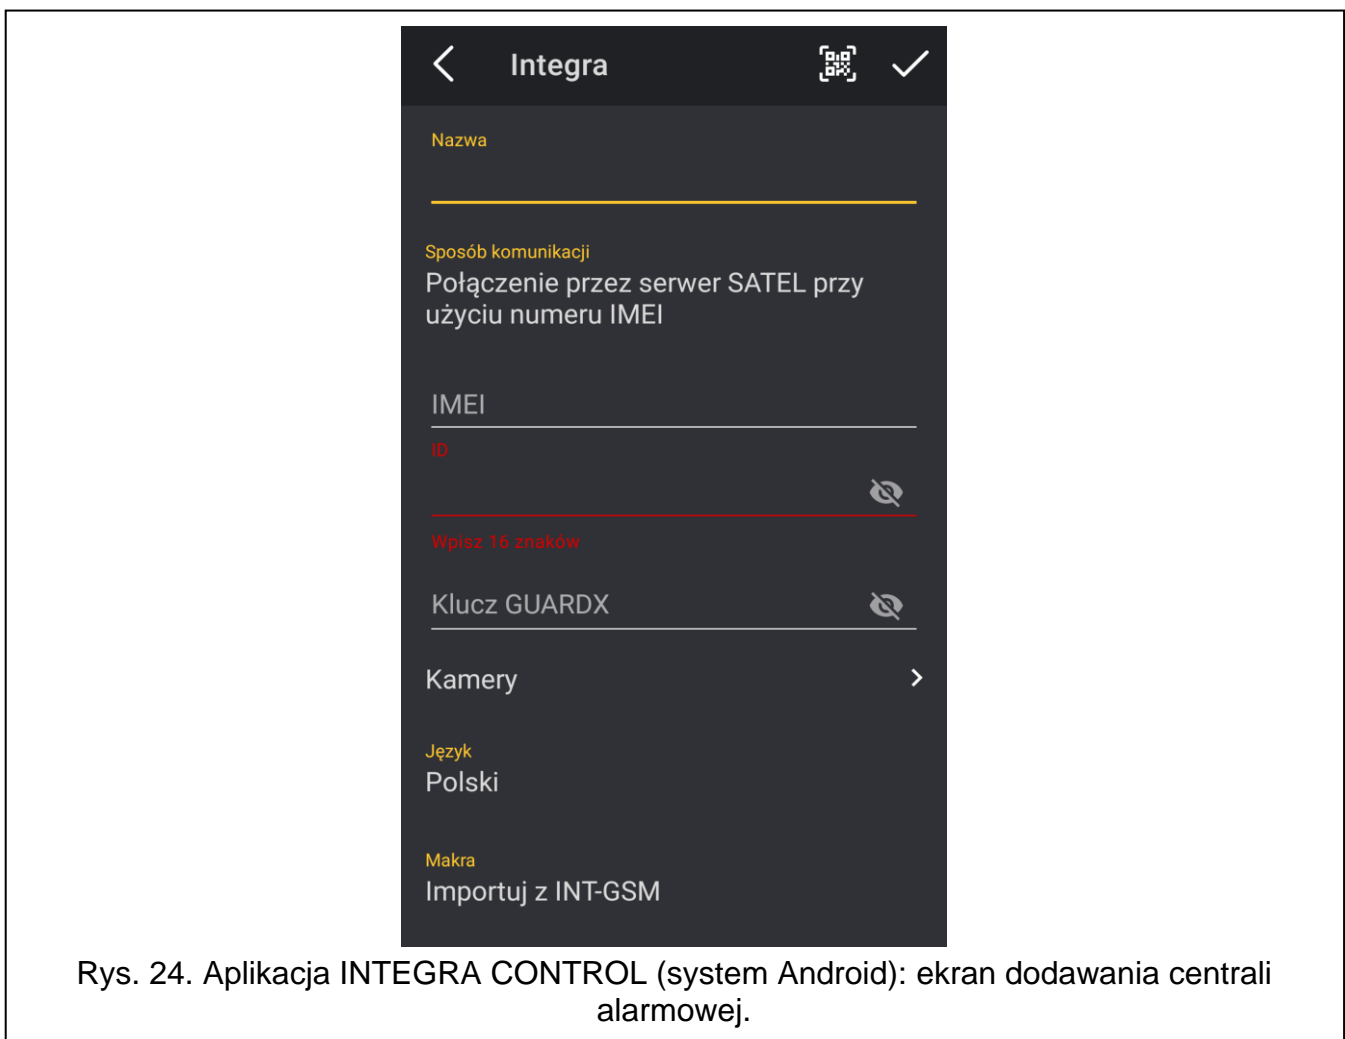 Integra
Nazwa
Sposób komunikacji
Połączenie przez serwer SATEL przy
użyciu numeru IMEI
IMEI
ID
Wpisz 16 znaków
Klucz GUARDX
Kamery
Język
Polski
Makra
Importuj z INT-GSM
Rys. 24. Aplikacja INTEGRA CONTROL (system Android): ekran dodawania centrali
alarmowej.